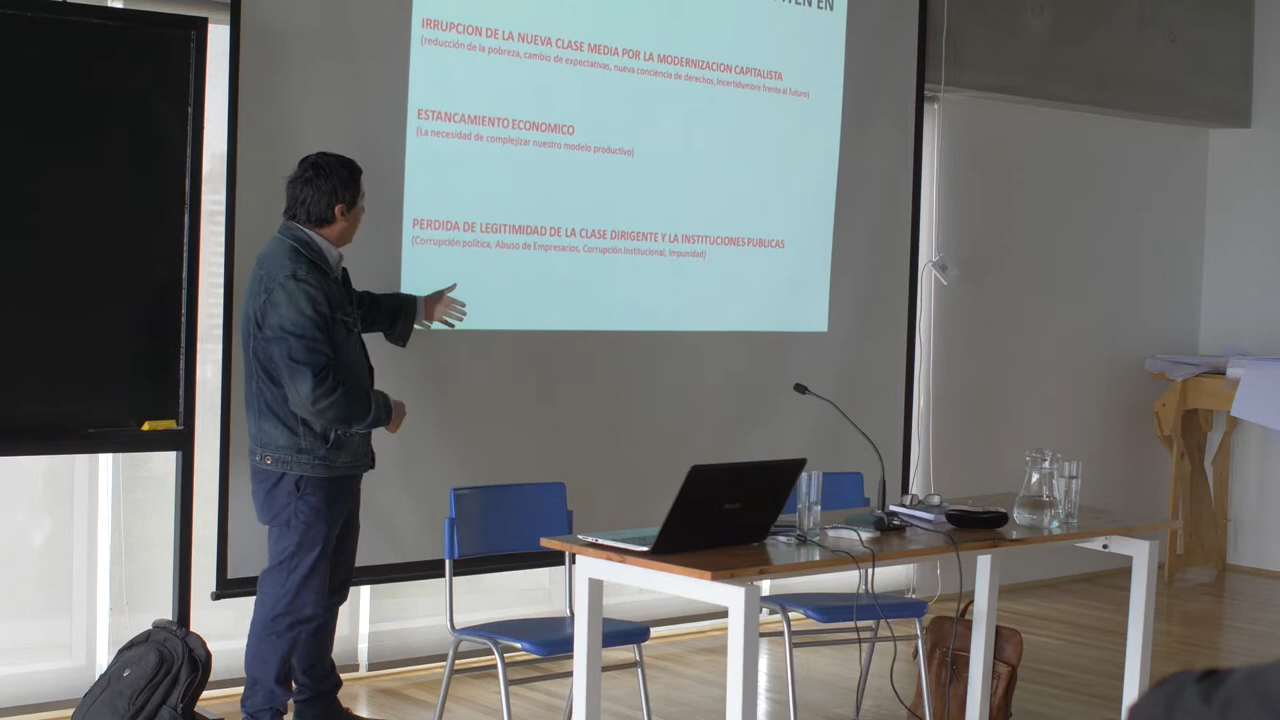 EN
IRRUPCION DE LA NUEVA CLASE MEDIA POR LA MODERNIZACION CAPITALISTA
(reducción de la pobreza, cambio de expectativas, nueva conciencia de derechos, Incertidumbre frente al futuro)
ESTANCAMIENTO ECONOMICO
(La necesidad de complejizar nuestro modelo productivo)
PERDIDA DE LEGITIMIDAD DE LA CLASE DIRIGENTE Y LA INSTITUCIONES PUBLICAS
(Corrupción política, Abuso de Empresarios, Corrupción Institucional, Impunidad)